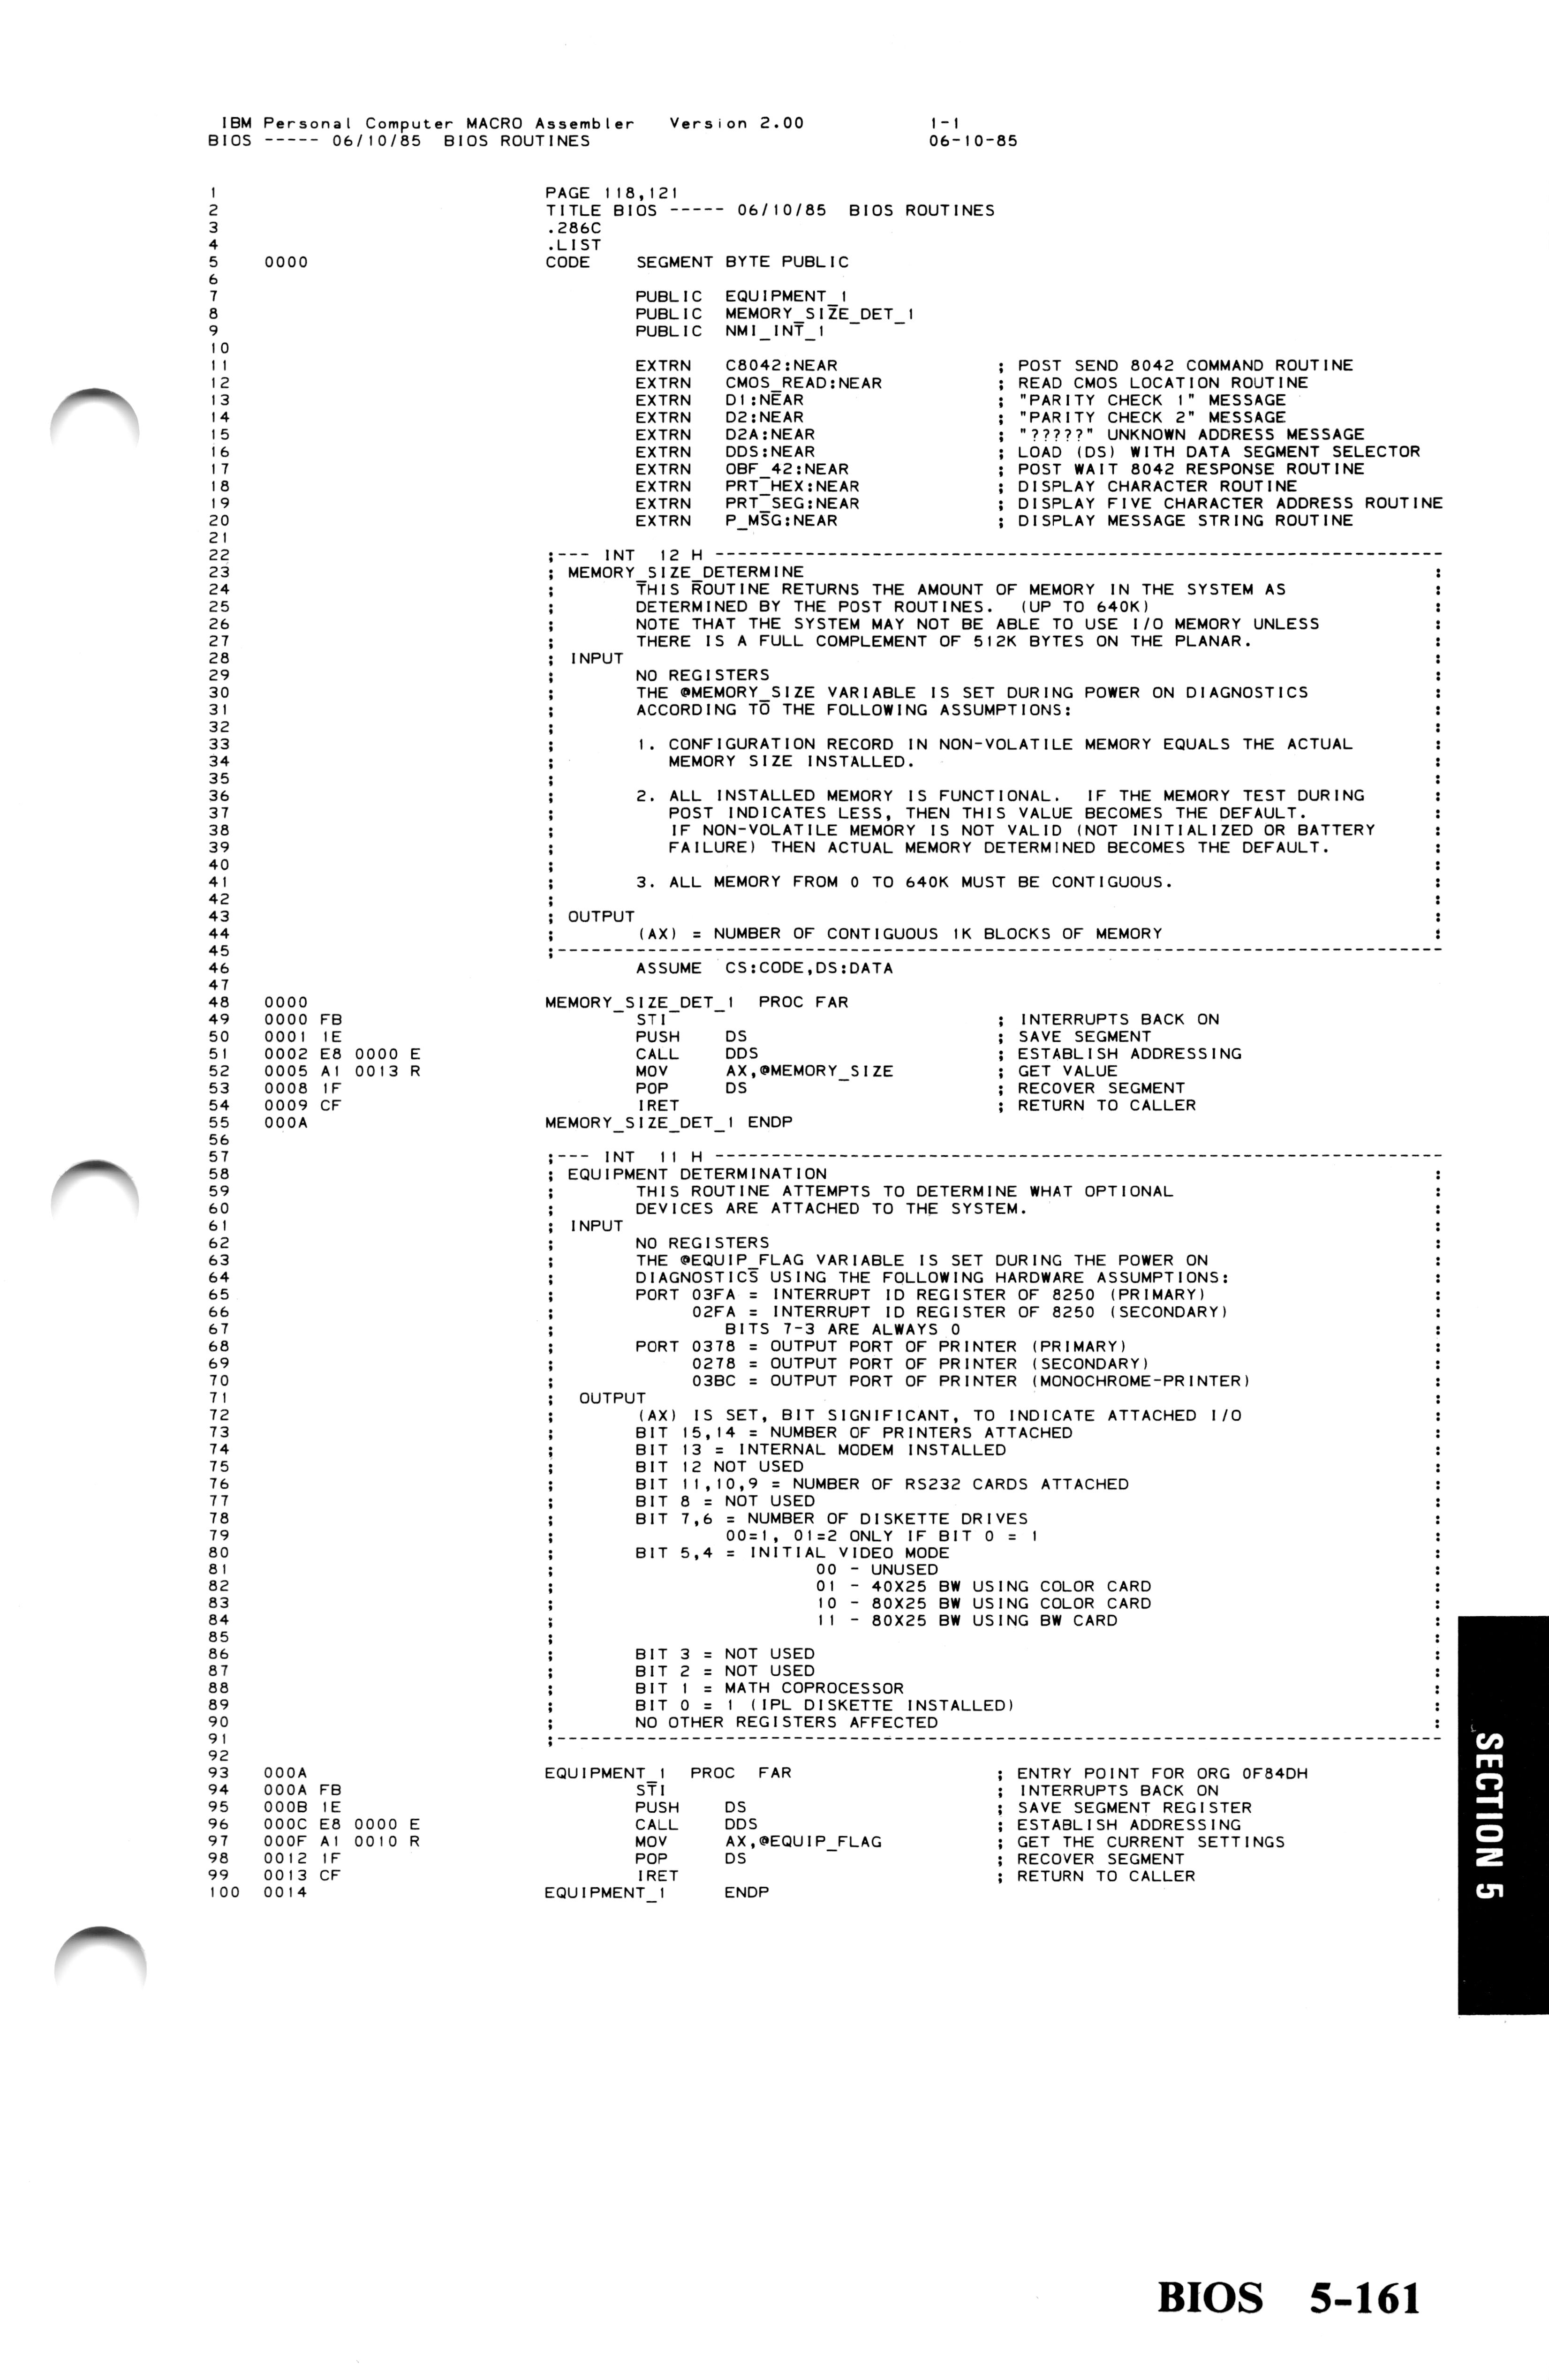 IBM Personal Computer MACRO Assembler   Version 2.00              1-1
BIOS ----- 06/10/85  BIOS ROUTINES                                06-10-85
1                              PAGE 118,121
2                              TITLE BIOS ----- 06/10/85  BIOS ROUTINES
3                              .286C
4                              .LIST
5    0000                      CODE    SEGMENT BYTE PUBLIC
6
7                                      PUBLIC  EQUIPMENT_1
8                                      PUBLIC  MEMORY_SIZE_DET_1
9                                      PUBLIC  NMI_INT_1
10
11                                     EXTRN   C8042:NEAR              ; POST SEND 8042 COMMAND ROUTINE
12                                     EXTRN   CMOS_READ:NEAR          ; READ CMOS LOCATION ROUTINE
13                                     EXTRN   D1:NEAR                 ; "PARITY CHECK 1" MESSAGE
14                                     EXTRN   D2:NEAR                 ; "PARITY CHECK 2" MESSAGE
15                                     EXTRN   D2A:NEAR                ; "?????" UNKNOWN ADDRESS MESSAGE
16                                     EXTRN   DDS:NEAR                ; LOAD (DS) WITH DATA SEGMENT SELECTOR
17                                     EXTRN   OBF_42:NEAR             ; POST WAIT 8042 RESPONSE ROUTINE
18                                     EXTRN   PRT_HEX:NEAR            ; DISPLAY CHARACTER ROUTINE
19                                     EXTRN   PRT_SEG:NEAR            ; DISPLAY FIVE CHARACTER ADDRESS ROUTINE
20                                     EXTRN   P_MSG:NEAR              ; DISPLAY MESSAGE STRING ROUTINE
21
22                             ;--- INT  12 H -----------------------------------------------------------------
23                             ; MEMORY_SIZE_DETERMINE                                                        :
24                             ;       THIS ROUTINE RETURNS THE AMOUNT OF MEMORY IN THE SYSTEM AS             :
25                             ;       DETERMINED BY THE POST ROUTINES.  (UP TO 640K)                         :
26                             ;       NOTE THAT THE SYSTEM MAY NOT BE ABLE TO USE I/O MEMORY UNLESS          :
27                             ;       THERE IS A FULL COMPLEMENT OF 512K BYTES ON THE PLANAR.                :
28                             ; INPUT                                                                        :
29                             ;       NO REGISTERS                                                           :
30                             ;       THE @MEMORY_SIZE VARIABLE IS SET DURING POWER ON DIAGNOSTICS           :
31                             ;       ACCORDING TO THE FOLLOWING ASSUMPTIONS:                                :
32                             ;                                                                              :
33                             ;       1. CONFIGURATION RECORD IN NON-VOLATILE MEMORY EQUALS THE ACTUAL       :
34                             ;          MEMORY SIZE INSTALLED.                                              :
35                             ;                                                                              :
36                             ;       2. ALL INSTALLED MEMORY IS FUNCTIONAL.  IF THE MEMORY TEST DURING      :
37                             ;          POST INDICATES LESS, THEN THIS VALUE BECOMES THE DEFAULT.           :
38                             ;          IF NON-VOLATILE MEMORY IS NOT VALID (NOT INITIALIZED OR BATTERY     :
39                             ;          FAILURE) THEN ACTUAL MEMORY DETERMINED BECOMES THE DEFAULT.         :
40                             ;                                                                              :
41                             ;       3. ALL MEMORY FROM 0 TO 640K MUST BE CONTIGUOUS.                       :
42                             ;                                                                              :
43                             ; OUTPUT                                                                       :
44                             ;       (AX) = NUMBER OF CONTIGUOUS 1K BLOCKS OF MEMORY                        :
45                             ;-------------------------------------------------------------------------------
46                                     ASSUME  CS:CODE,DS:DATA
47
48   0000                      MEMORY_SIZE_DET_1  PROC FAR
49   0000 FB                           STI                             ; INTERRUPTS BACK ON
50   0001 1E                           PUSH    DS                      ; SAVE SEGMENT
51   0002 E8 0000 E                    CALL    DDS                     ; ESTABLISH ADDRESSING
52   0005 A1 0013 R                    MOV     AX,@MEMORY_SIZE         ; GET VALUE
53   0008 1F                           POP     DS                      ; RECOVER SEGMENT
54   0009 CF                           IRET                            ; RETURN TO CALLER
55   000A                      MEMORY_SIZE_DET_1 ENDP
56
57                             ;--- INT  11 H -----------------------------------------------------------------
58                             ; EQUIPMENT DETERMINATION                                                      :
59                             ;       THIS ROUTINE ATTEMPTS TO DETERMINE WHAT OPTIONAL                       :
60                             ;       DEVICES ARE ATTACHED TO THE SYSTEM.                                    :
61                             ; INPUT                                                                        :
62                             ;       NO REGISTERS                                                           :
63                             ;       THE @EQUIP_FLAG VARIABLE IS SET DURING THE POWER ON                    :
64                             ;       DIAGNOSTICS USING THE FOLLOWING HARDWARE ASSUMPTIONS:                  :
65                             ;       PORT 03FA = INTERRUPT ID REGISTER OF 8250 (PRIMARY)                    :
66                             ;            02FA = INTERRUPT ID REGISTER OF 8250 (SECONDARY)                  :
67                             ;               BITS 7-3 ARE ALWAYS 0                                          :
68                             ;       PORT 0378 = OUTPUT PORT OF PRINTER (PRIMARY)                           :
69                             ;            0278 = OUTPUT PORT OF PRINTER (SECONDARY)                         :
70                             ;            03BC = OUTPUT PORT OF PRINTER (MONOCHROME-PRINTER)                :
71                             ;  OUTPUT                                                                      :
72                             ;       (AX) IS SET, BIT SIGNIFICANT, TO INDICATE ATTACHED I/O                 :
73                             ;       BIT 15,14 = NUMBER OF PRINTERS ATTACHED                                :
74                             ;       BIT 13 = INTERNAL MODEM INSTALLED                                      :
75                             ;       BIT 12 NOT USED                                                        :
76                             ;       BIT 11,10,9 = NUMBER OF RS232 CARDS ATTACHED                           :
77                             ;       BIT 8 = NOT USED                                                       :
78                             ;       BIT 7,6 = NUMBER OF DISKETTE DRIVES                                    :
79                             ;               00=1, 01=2 ONLY IF BIT 0 = 1                                   :
80                             ;       BIT 5,4 = INITIAL VIDEO MODE                                           :
81                             ;                       00 - UNUSED                                            :
82                             ;                       01 - 40X25 BW USING COLOR CARD                         :
83                             ;                       10 - 80X25 BW USING COLOR CARD                         :
84                             ;                       11 - 80X25 BW USING BW CARD                            :
85                             ;                                                                              :
86                             ;       BIT 3 = NOT USED                                                       :
87                             ;       BIT 2 = NOT USED                                                       :
88                             ;       BIT 1 = MATH COPROCESSOR                                               :
89                             ;       BIT 0 = 1 (IPL DISKETTE INSTALLED)                                     :
90                             ;       NO OTHER REGISTERS AFFECTED                                            :
91                             ;-------------------------------------------------------------------------------
92
93   000A                      EQUIPMENT_1  PROC  FAR                  ; ENTRY POINT FOR ORG 0F84DH
94   000A FB                           STI                             ; INTERRUPTS BACK ON
95   000B 1E                           PUSH    DS                      ; SAVE SEGMENT REGISTER
96   000C E8 0000 E                    CALL    DDS                     ; ESTABLISH ADDRESSING
97   000F A1 0010 R                    MOV     AX,@EQUIP_FLAG          ; GET THE CURRENT SETTINGS
98   0012 1F                           POP     DS                      ; RECOVER SEGMENT
99   0013 CF                           IRET                            ; RETURN TO CALLER
100  0014                      EQUIPMENT_1     ENDP
SECTION 5
BIOS   5-161